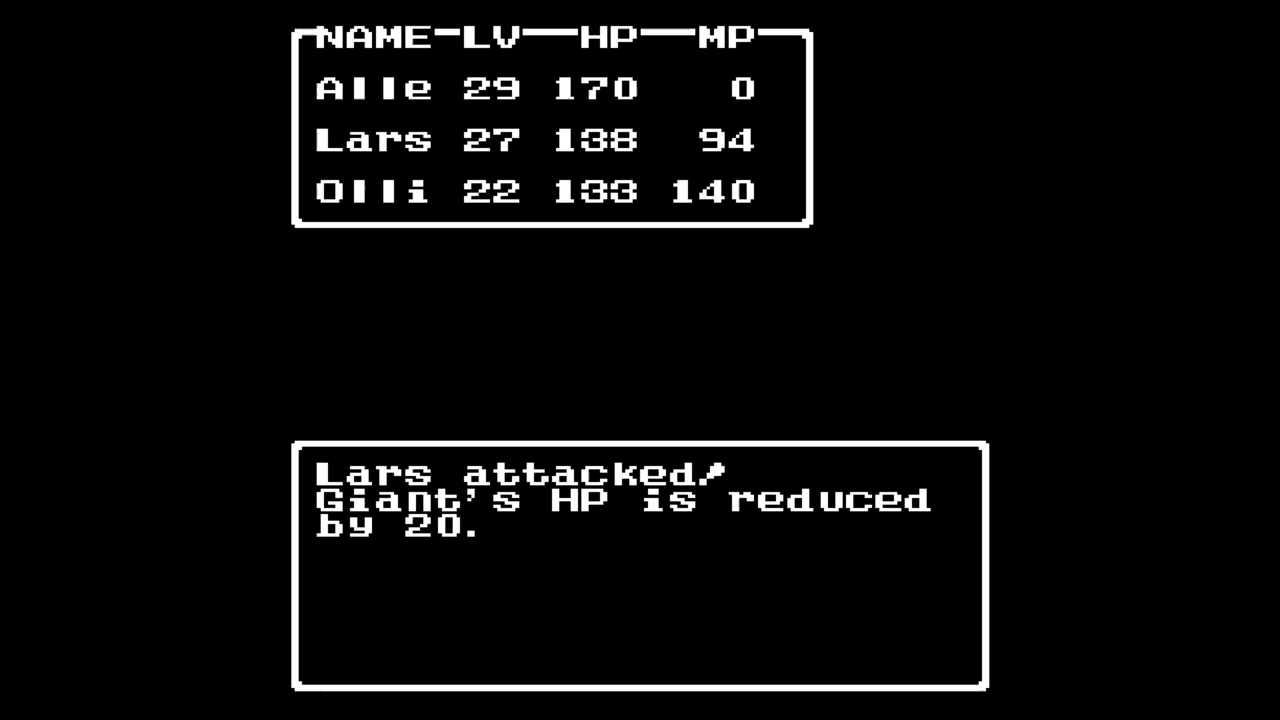 NAME LV HP MP
Alle 29 170 0
Lars 27 138 94
Olli 22 133 140
Lars attacked!
Giant's HP is reduced
by 20.